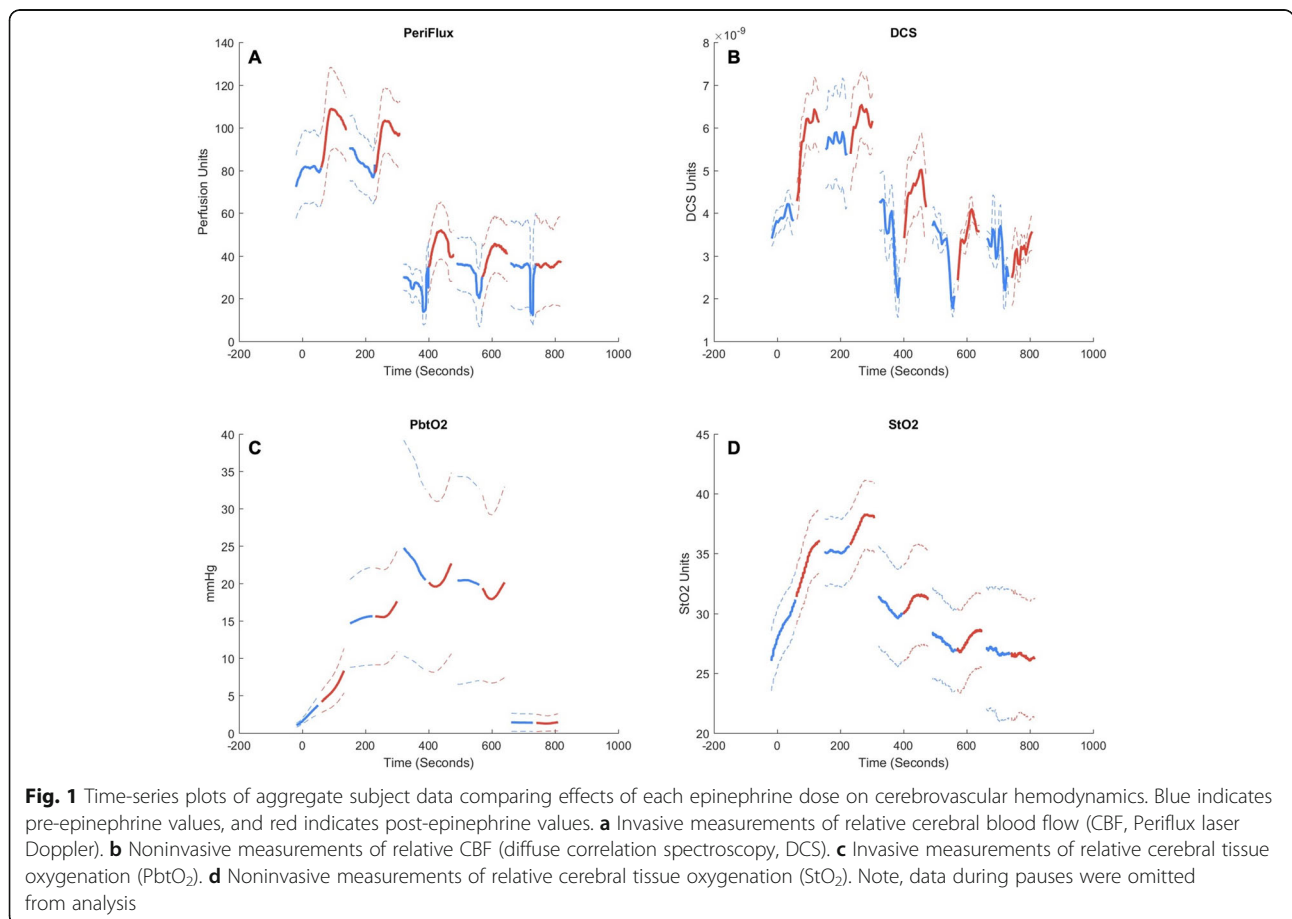 PeriFlux
A
140
120
100
80
60
40
20
0
Perfusion Units
-200 0 200 400 600 800 1000
Time (Seconds)
DCS
×10⁻⁹
B
8
7
6
5
4
3
2
1
DCS Units
-200 0 200 400 600 800 1000
Time (Seconds)
PbtO2
C
40
35
30
25
20
15
10
5
0
mmHg
-200 0 200 400 600 800 1000
Time (Seconds)
StO2
D
45
40
35
30
25
20
StO2 Units
-200 0 200 400 600 800 1000
Time (Seconds)
Fig. 1 Time-series plots of aggregate subject data comparing effects of each epinephrine dose on cerebrovascular hemodynamics. Blue indicates
pre-epinephrine values, and red indicates post-epinephrine values. a Invasive measurements of relative cerebral blood flow (CBF, Periflux laser
Doppler). b Noninvasive measurements of relative CBF (diffuse correlation spectroscopy, DCS). c Invasive measurements of relative cerebral tissue
oxygenation (PbtO₂). d Noninvasive measurements of relative cerebral tissue oxygenation (StO₂). Note, data during pauses were omitted
from analysis